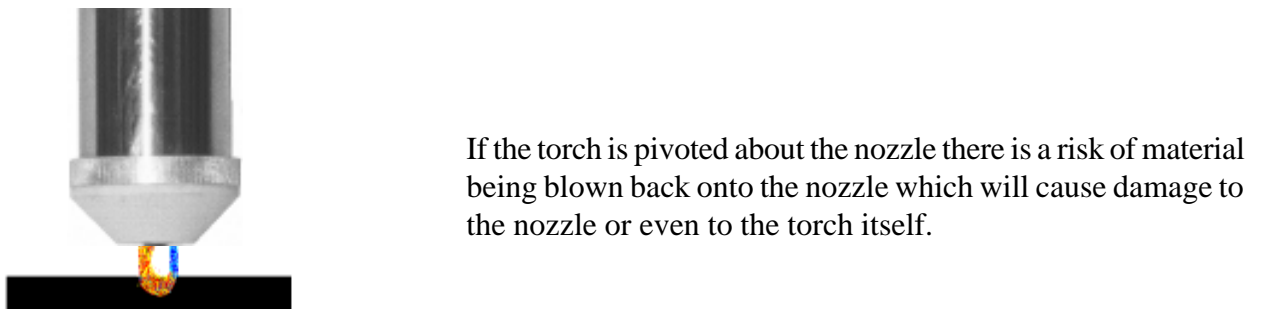 If the torch is pivoted about the nozzle there is a risk of material
being blown back onto the nozzle which will cause damage to
the nozzle or even to the torch itself.